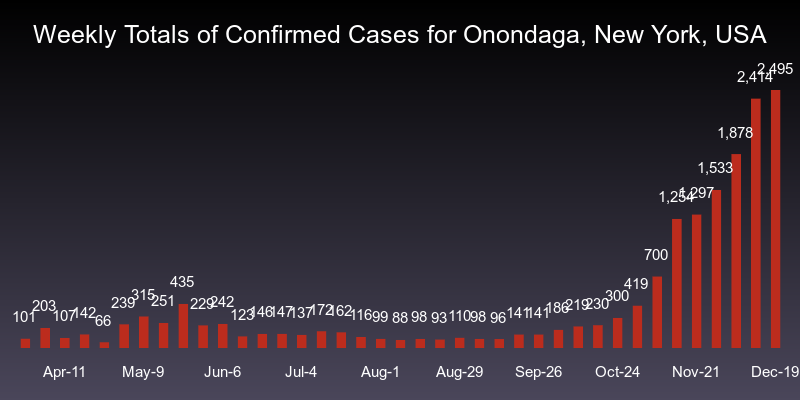 Weekly Totals of Confirmed Cases for Onondaga, New York, USA
101 203 107 142 66 239 315 251 435 229 242 123 146 147 137 172 162 116 99 88 98 93 110 98 96 141 141 186 219 230 300 419 700 1,254 1,297 1,533 1,878 2,414 2,495
Apr-11 May-9 Jun-6 Jul-4 Aug-1 Aug-29 Sep-26 Oct-24 Nov-21 Dec-19